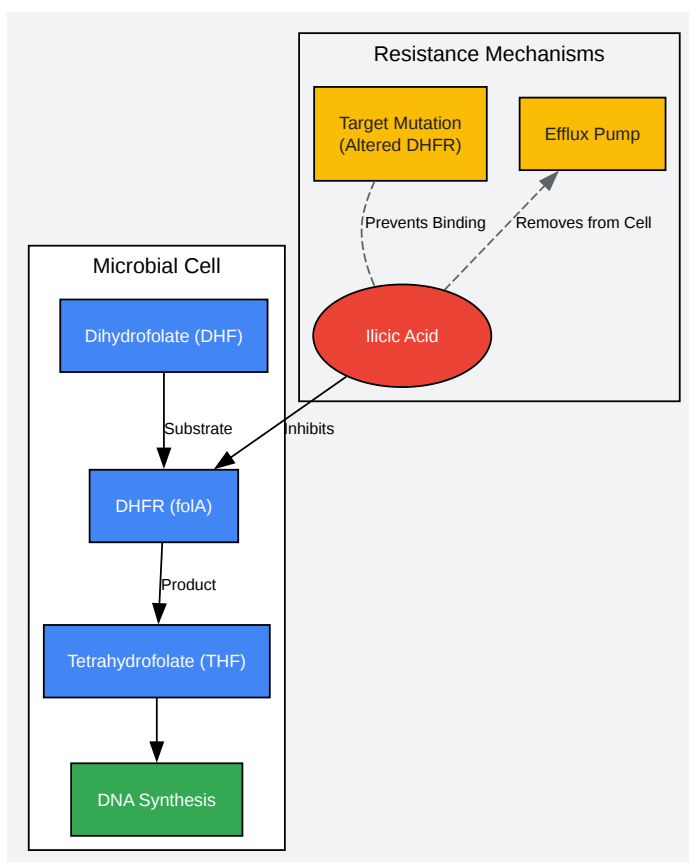 Resistance Mechanisms
Target Mutation
(Altered DHFR)
Efflux Pump
Prevents Binding
Removes from Cell
Ilicic Acid
Microbial Cell
Dihydrofolate (DHF)
Substrate
Inhibits
DHFR (folA)
Product
Tetrahydrofolate (THF)
DNA Synthesis